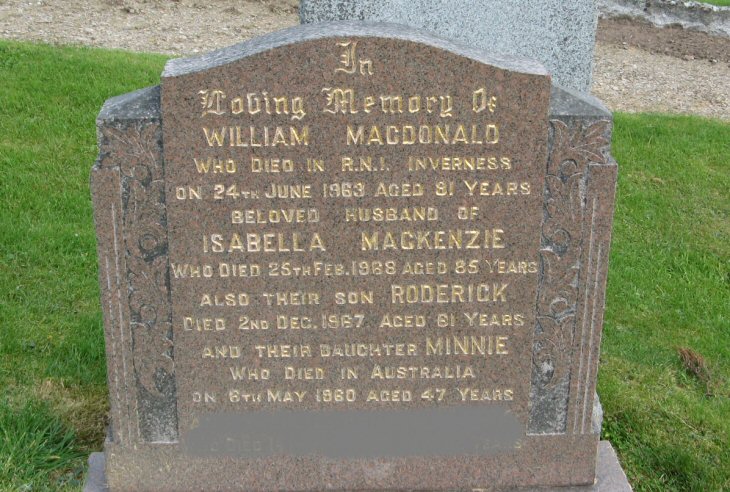 In
Loving Memory Of
WILLIAM MACDONALD
WHO DIED IN R.N.I. INVERNESS
ON 24TH JUNE 1963 AGED 81 YEARS
BELOVED HUSBAND OF
ISABELLA MACKENZIE
WHO DIED 25TH FEB. 1968 AGED 85 YEARS
ALSO THEIR SON RODERICK
DIED 2ND DEC. 1967 AGED 61 YEARS
AND THEIR DAUGHTER MINNIE
WHO DIED IN AUSTRALIA
ON 6TH MAY 1960 AGED 47 YEARS